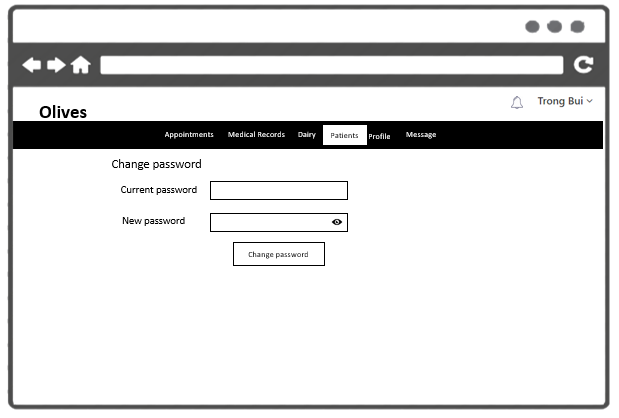 Trong Bui
Olives
Appointments Medical Records Dairy Patients Profile Message
Change password
Current password
New password
Change password